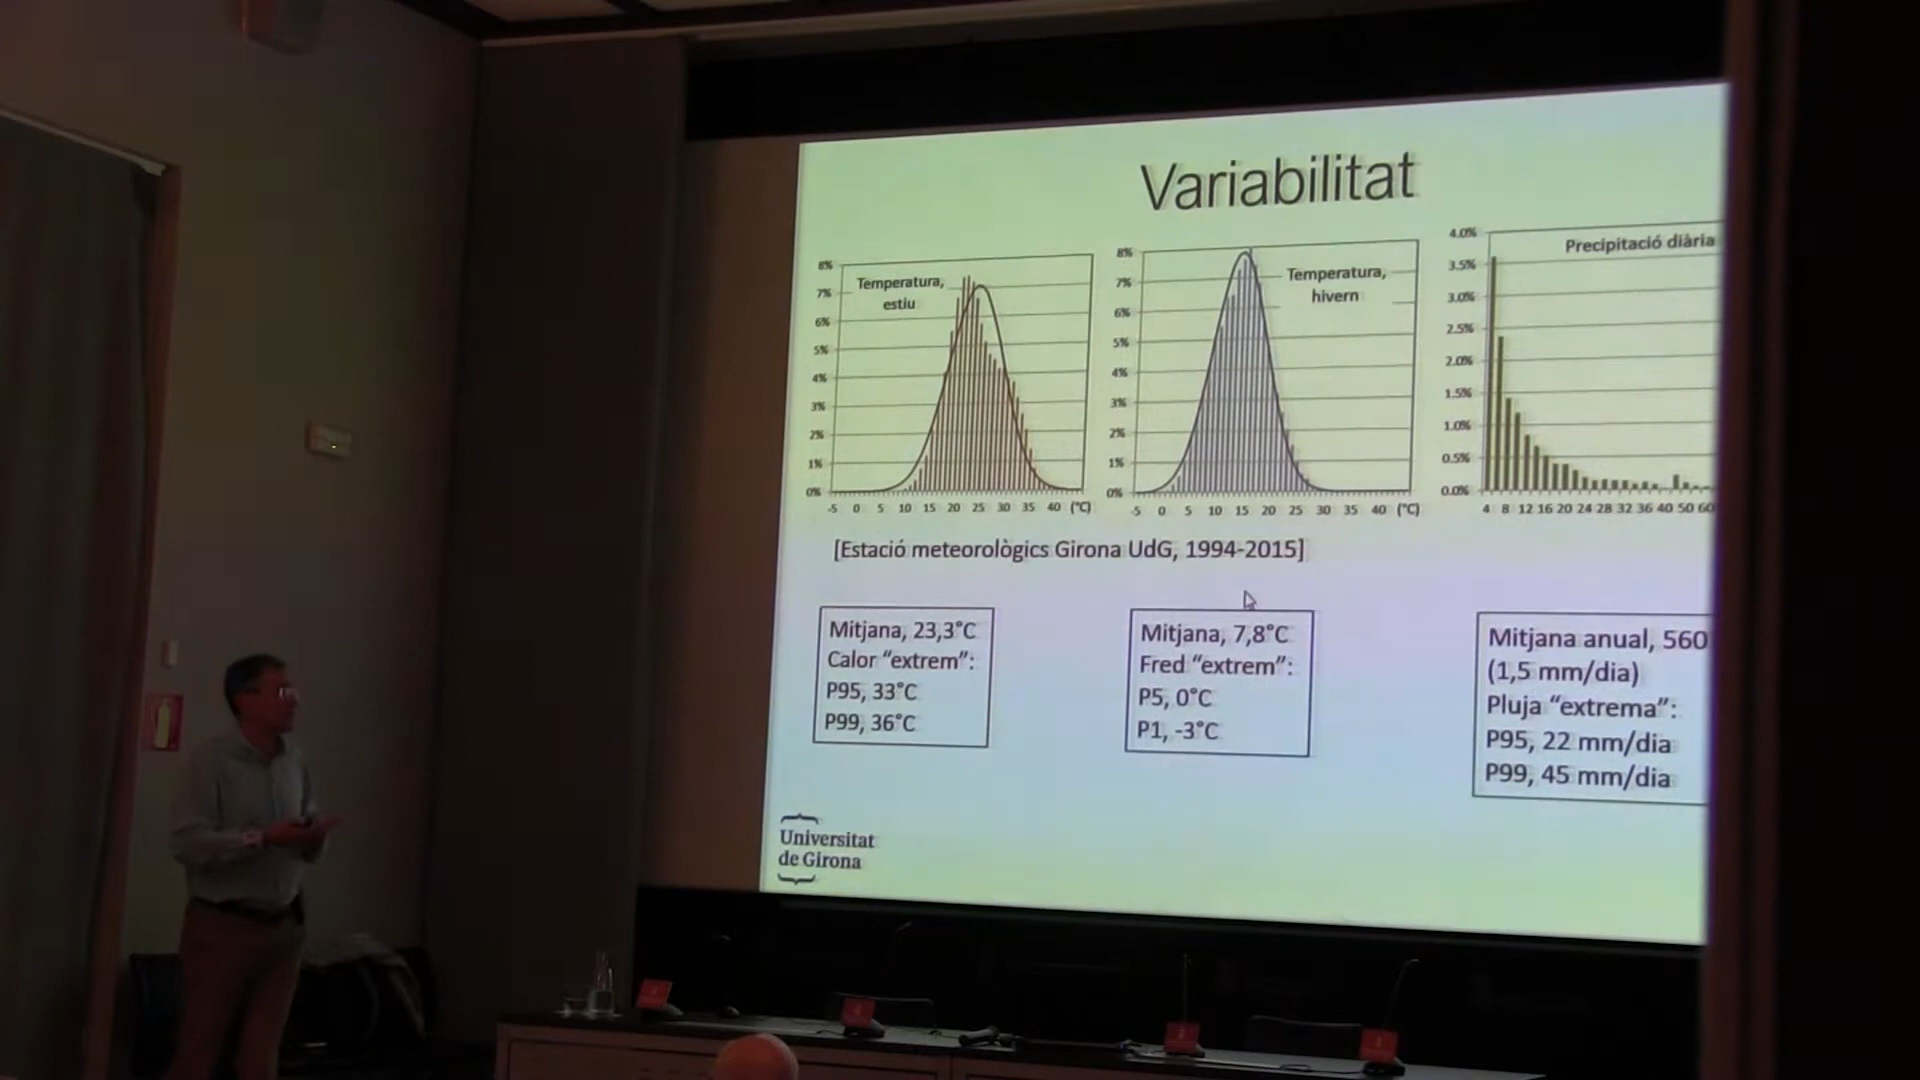 Variabilitat
8%
7%
6%
5%
4%
3%
2%
1%
0%
Temperatura,
estiu
-5 0 5 10 15 20 25 30 35 40 (°C)
8%
7%
6%
5%
4%
3%
2%
1%
0%
Temperatura,
hivern
-5 0 5 10 15 20 25 30 35 40 (°C)
4.0%
3.5%
3.0%
2.5%
2.0%
1.5%
1.0%
0.5%
0.0%
Precipitació diària
4 8 12 16 20 24 28 32 36 40 50 60
[Estació meteorològics Girona UdG, 1994-2015]
Mitjana, 23,3°C
Calor “extrem”:
P95, 33°C
P99, 36°C
Mitjana, 7,8°C
Fred “extrem”:
P5, 0°C
P1, -3°C
Mitjana anual, 560
(1,5 mm/dia)
Pluja “extrema”:
P95, 22 mm/dia
P99, 45 mm/dia
Universitat
de Girona